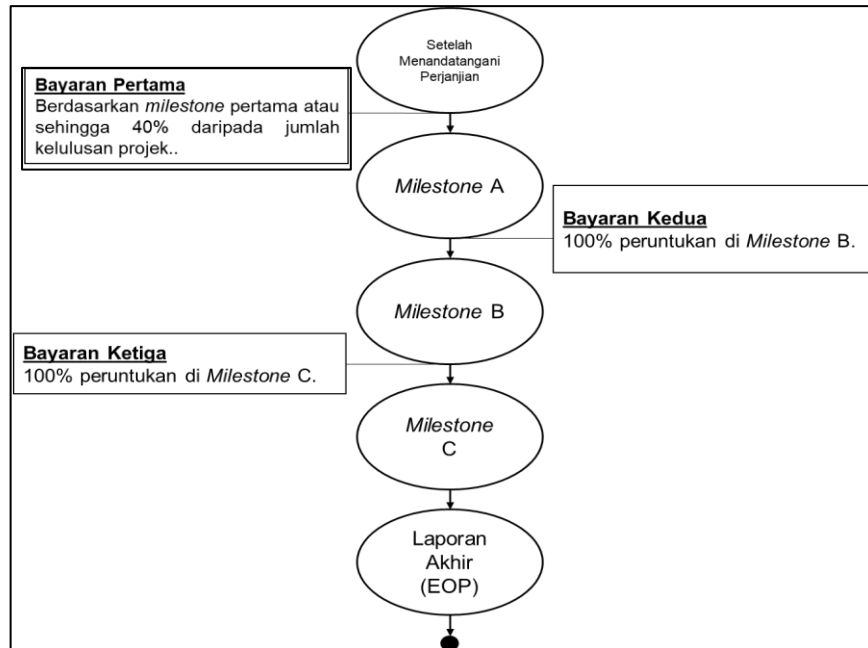 Setelah
Menandatangani
Perjanjian
Bayaran Pertama
Berdasarkan milestone pertama atau
sehingga 40% daripada jumlah
kelulusan projek..
Milestone A
Bayaran Kedua
100% peruntukan di Milestone B.
Milestone B
Bayaran Ketiga
100% peruntukan di Milestone C.
Milestone
C
Laporan
Akhir
(EOP)